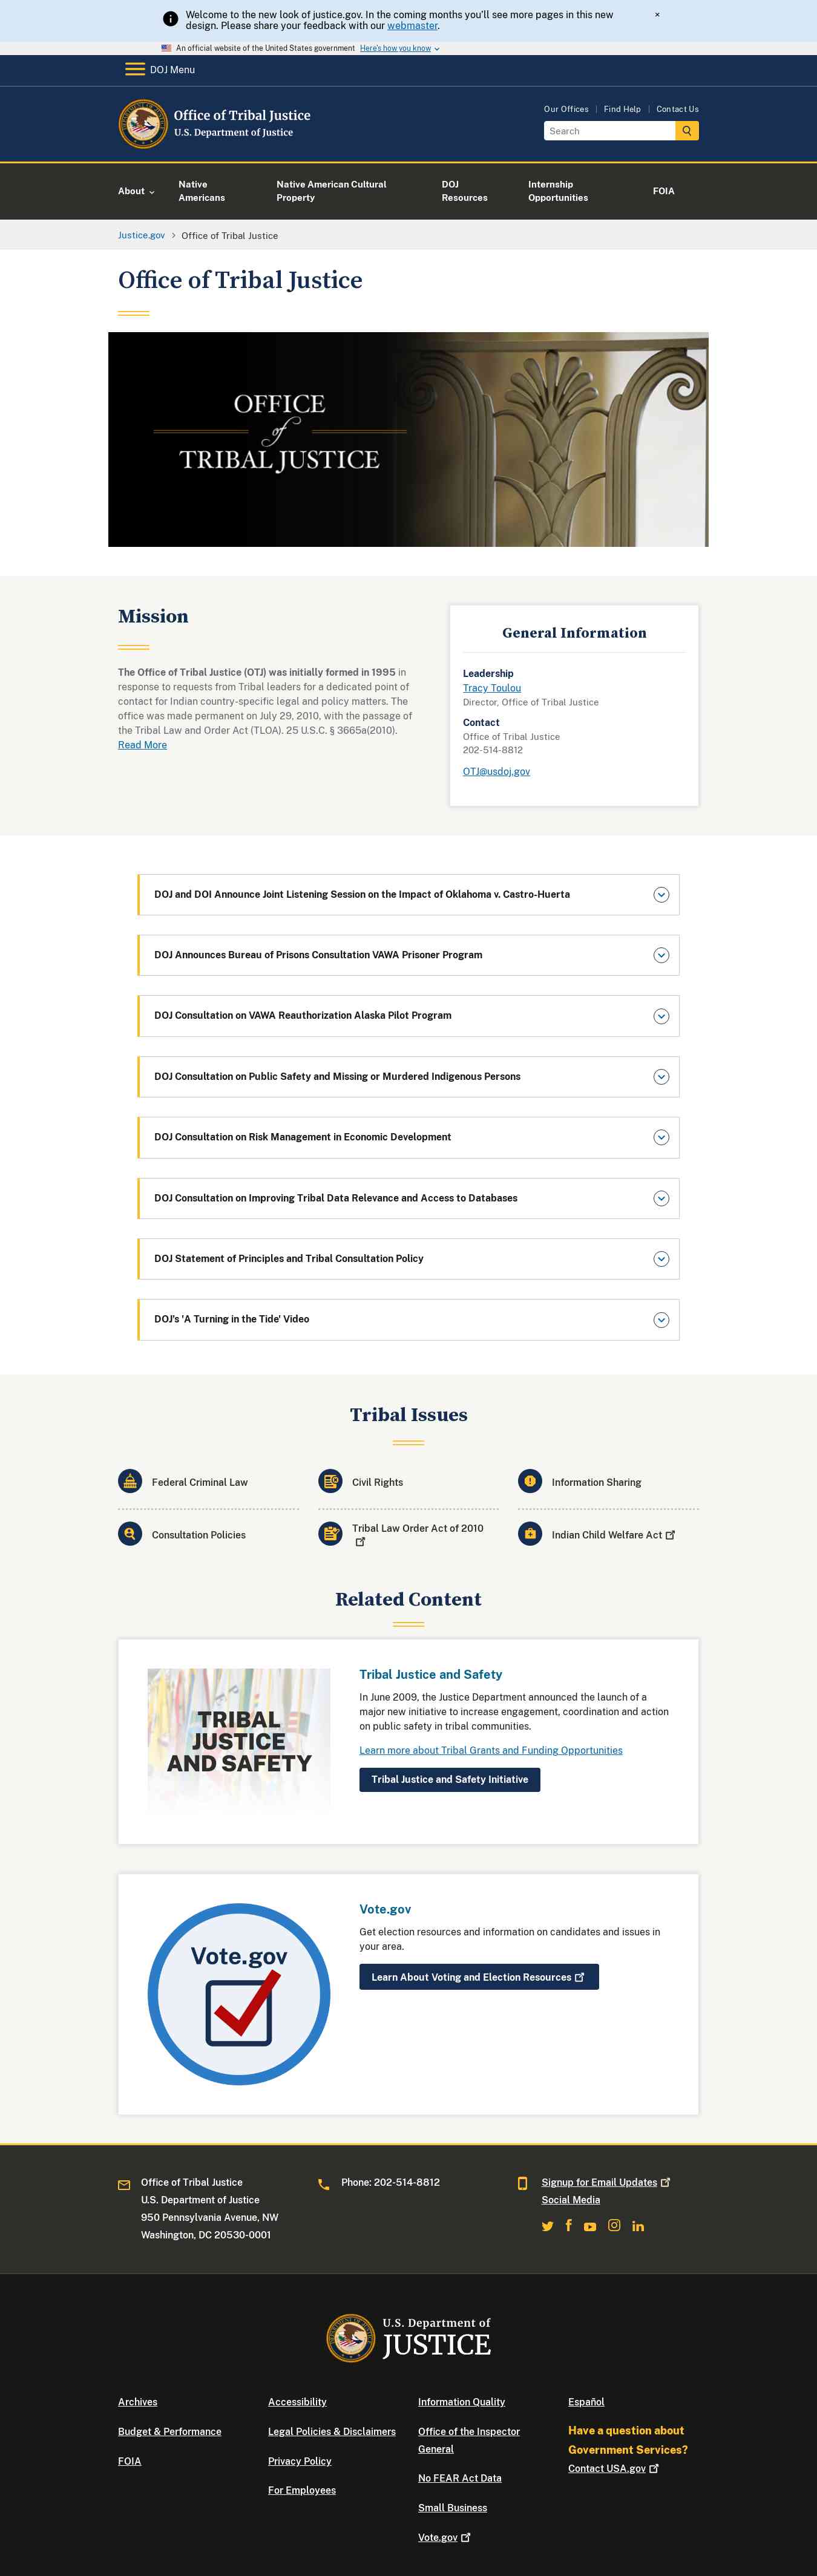 Welcome to the new look of justice.gov. In the coming months you'll see more pages in this new
design. Please share your feedback with our webmaster.
×
An official website of the United States government Here's how you know
DOJ Menu
Office of Tribal Justice
U.S. Department of Justice
Our Offices | Find Help | Contact Us
Search
About
Native
Americans
Native American Cultural
Property
DOJ
Resources
Internship
Opportunities
FOIA
Justice.gov > Office of Tribal Justice
Office of Tribal Justice
OFFICE
of
TRIBAL JUSTICE
Mission
The Office of Tribal Justice (OTJ) was initially formed in 1995 in
response to requests from Tribal leaders for a dedicated point of
contact for Indian country-specific legal and policy matters. The
office was made permanent on July 29, 2010, with the passage of
the Tribal Law and Order Act (TLOA). 25 U.S.C. § 3665a(2010).
Read More
General Information
Leadership
Tracy Toulou
Director, Office of Tribal Justice
Contact
Office of Tribal Justice
202-514-8812
OTJ@usdoj.gov
DOJ and DOI Announce Joint Listening Session on the Impact of Oklahoma v. Castro-Huerta
DOJ Announces Bureau of Prisons Consultation VAWA Prisoner Program
DOJ Consultation on VAWA Reauthorization Alaska Pilot Program
DOJ Consultation on Public Safety and Missing or Murdered Indigenous Persons
DOJ Consultation on Risk Management in Economic Development
DOJ Consultation on Improving Tribal Data Relevance and Access to Databases
DOJ Statement of Principles and Tribal Consultation Policy
DOJ's 'A Turning in the Tide' Video
Tribal Issues
Federal Criminal Law
Civil Rights
Information Sharing
Consultation Policies
Tribal Law Order Act of 2010
Indian Child Welfare Act
Related Content
TRIBAL
JUSTICE
AND SAFETY
Tribal Justice and Safety
In June 2009, the Justice Department announced the launch of a
major new initiative to increase engagement, coordination and action
on public safety in tribal communities.
Learn more about Tribal Grants and Funding Opportunities
Tribal Justice and Safety Initiative
Vote.gov
Vote.gov
Get election resources and information on candidates and issues in
your area.
Learn About Voting and Election Resources
Office of Tribal Justice
U.S. Department of Justice
950 Pennsylvania Avenue, NW
Washington, DC 20530-0001
Phone: 202-514-8812
Signup for Email Updates
Social Media
U.S. Department of
JUSTICE
Archives
Budget & Performance
FOIA
Accessibility
Legal Policies & Disclaimers
Privacy Policy
For Employees
Information Quality
Office of the Inspector
General
No FEAR Act Data
Small Business
Vote.gov
Español
Have a question about
Government Services?
Contact USA.gov